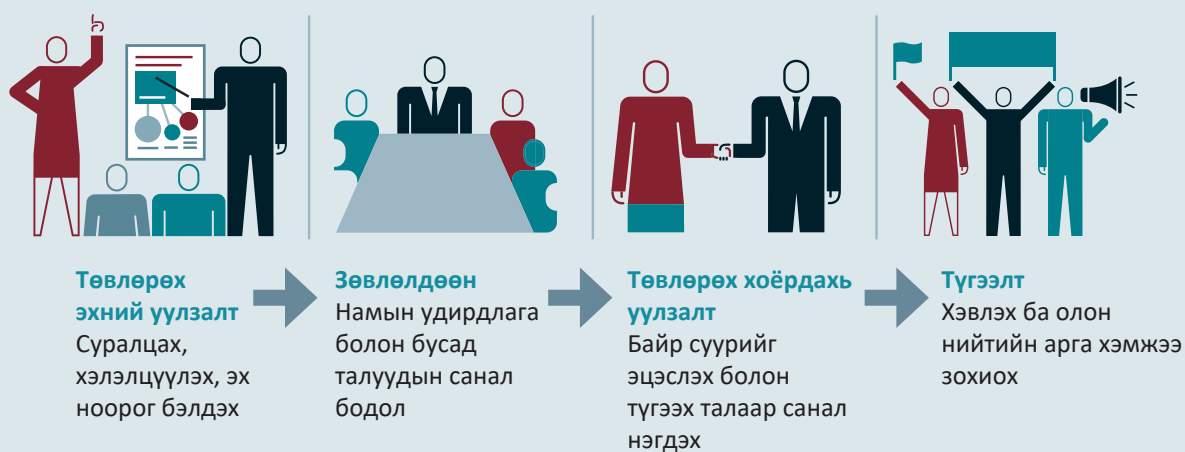 Төвлөрөх
эхний уулзалт
Суралцах,
хэлэлцүүлэх, эх
ноорог бэлдэх
Зөвлөлдөөн
Намын удирдлага
болон бусад
талуудын санал
бодол
Төвлөрөх хоёрдахь
уулзалт
Байр суурийг
эцэслэх болон
түгээх талаар санал
нэгдэх
Түгээлт
Хэвлэх ба олон
нийтийн арга хэмжээ
зохиох